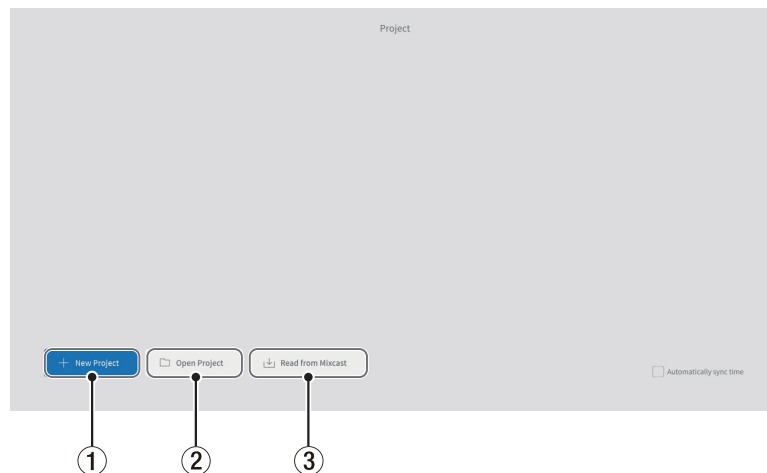 Project
New Project
Open Project
Read from Mixcast
Automatically sync time
1
2
3